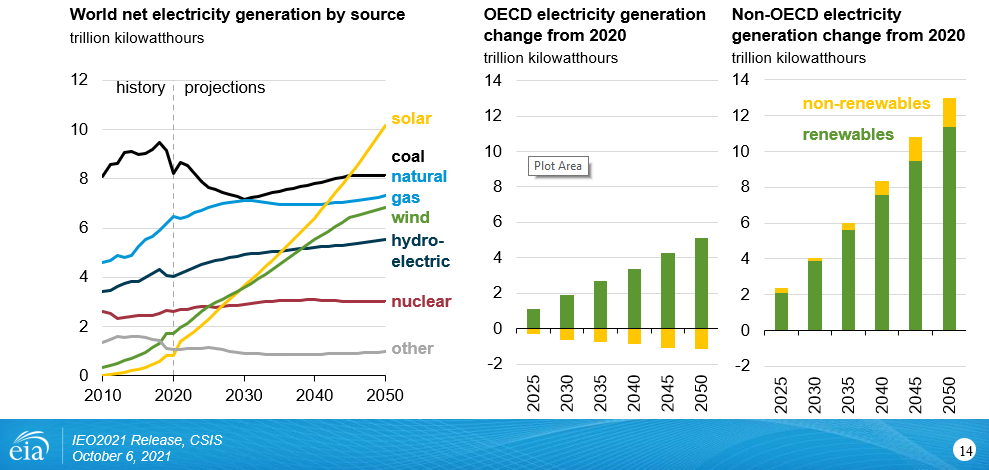 World net electricity generation by source
trillion kilowatthours
12
10
8
6
4
2
0
history
projections
2010
2020
2030
2040
2050
solar
coal
natural
gas
wind
hydro-
electric
nuclear
other
OECD electricity generation
change from 2020
trillion kilowatthours
14
12
10
8
6
4
2
0
-2
Plot Area
2025
2030
2035
2040
2045
2050
Non-OECD electricity
generation change from 2020
trillion kilowatthours
14
12
10
8
6
4
2
0
-2
non-renewables
renewables
2025
2030
2035
2040
2045
2050
eia
IEO2021 Release, CSIS
October 6, 2021
14